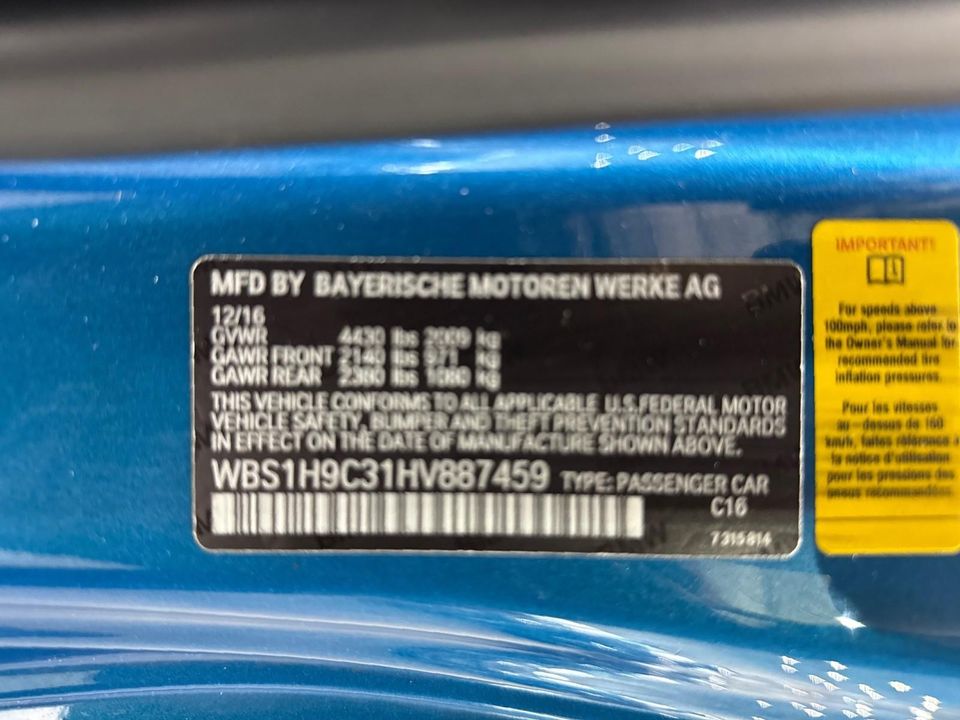 MFD BY BAYERISCHE MOTOREN WERKE AG
12/16
GVWR 4430 lbs 2009 kg
GAWR FRONT 2140 lbs 971 kg
GAWR REAR 2380 lbs 1080 kg
THIS VEHICLE CONFORMS TO ALL APPLICABLE U.S. FEDERAL MOTOR
VEHICLE SAFETY, BUMPER AND THEFT PREVENTION STANDARDS
IN EFFECT ON THE DATE OF MANUFACTURE SHOWN ABOVE.
WBS1H9C31HV887459 TYPE: PASSENGER CAR
C16
7315814
IMPORTANT!
For speeds above
100mph, please refer to
the Owner's Manual for
recommended tire
inflation pressures.
Pour les vitesses
au-dessus de 160
km/h, faites référence à
la notice d'utilisation
pour les pressions des
pneus recommandées.